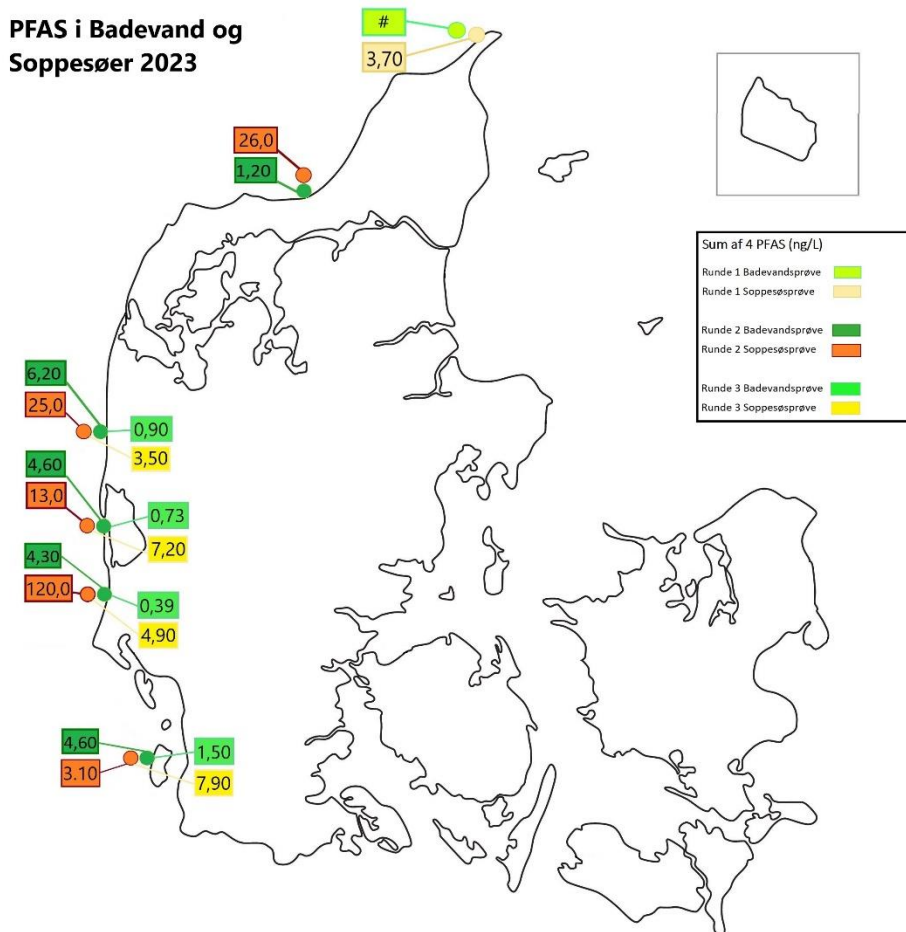 PFAS i Badevand og
Soppesøer 2023
#
3,70
26,0
1,20
Sum af 4 PFAS (ng/L)
Runde 1 Badevandsprøve
Runde 1 Soppesøsprøve
Runde 2 Badevandsprøve
Runde 2 Soppesøsprøve
Runde 3 Badevandsprøve
Runde 3 Soppesøsprøve
6,20
25,0
0,90
3,50
4,60
13,0
0,73
7,20
4,30
120,0
0,39
4,90
4,60
3.10
1,50
7,90